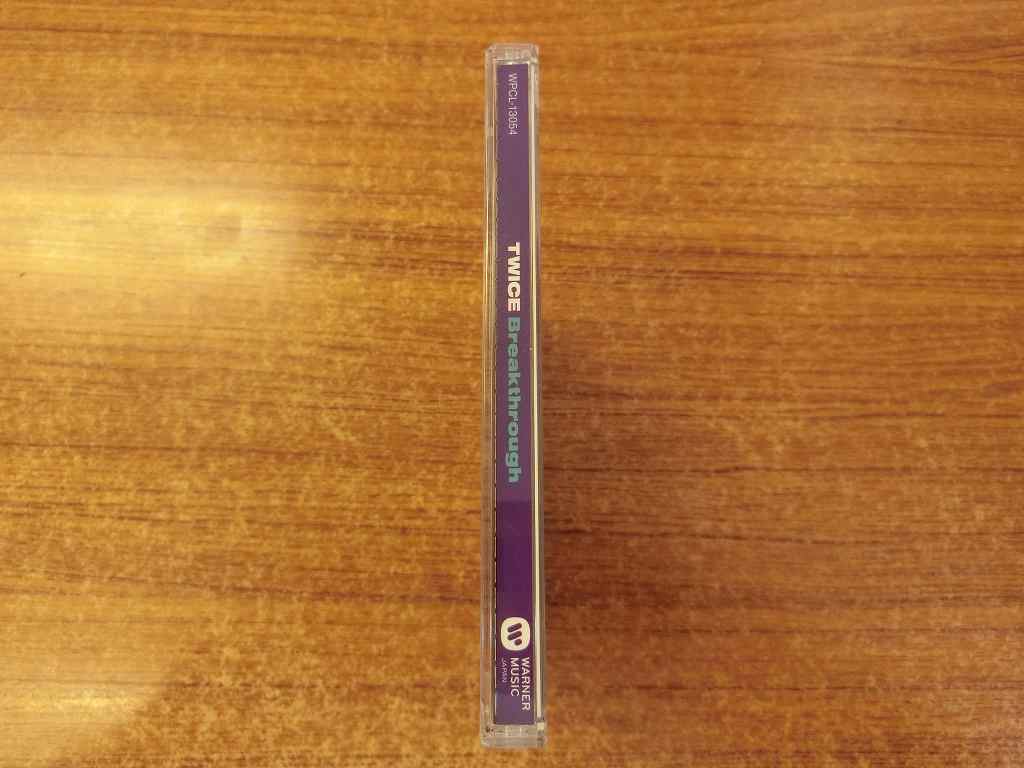 WPCL-13054
TWICE Breakthrough
WARNER
MUSIC
JAPAN